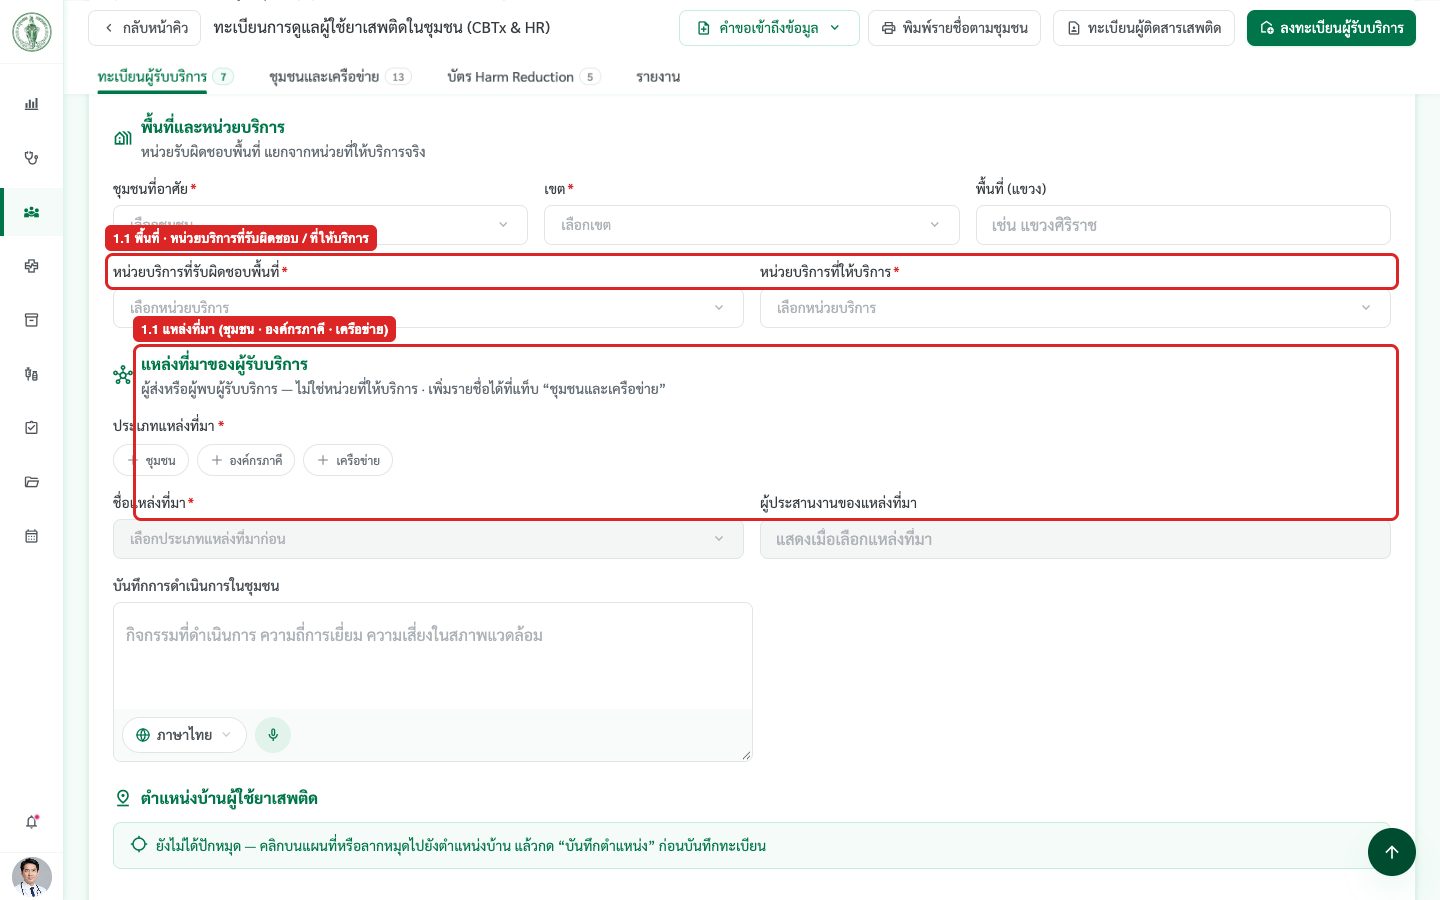 กลับหน้าคิว
ทะเบียนการดูแลผู้ใช้ยาเสพติดในชุมชน (CBTx & HR)
คำขอเข้าถึงข้อมูล
พิมพ์รายชื่อตามชุมชน
ทะเบียนผู้ติดสารเสพติด
ลงทะเบียนผู้รับบริการ
ทะเบียนผู้รับบริการ 7
ชุมชนและเครือข่าย 13
บัตร Harm Reduction 5
รายงาน
พื้นที่และหน่วยบริการ
หน่วยรับผิดชอบพื้นที่ แยกจากหน่วยที่ให้บริการจริง
ชุมชนที่อาศัย *
เขต *
พื้นที่ (แขวง)
เลือกชุมชน
เลือกเขต
เช่น แขวงศิริราช
1.1 พื้นที่ · หน่วยบริการที่รับผิดชอบ / ที่ให้บริการ
หน่วยบริการที่รับผิดชอบพื้นที่ *
หน่วยบริการที่ให้บริการ *
เลือกหน่วยบริการ
เลือกหน่วยบริการ
1.1 แหล่งที่มา (ชุมชน · องค์กรภาคี · เครือข่าย)
แหล่งที่มาของผู้รับบริการ
ผู้ส่งหรือผู้พบผู้รับบริการ — ไม่ใช่หน่วยที่ให้บริการ · เพิ่มรายชื่อได้ที่แท็บ “ชุมชนและเครือข่าย”
ประเภทแหล่งที่มา *
ชุมชน
องค์กรภาคี
เครือข่าย
ชื่อแหล่งที่มา *
ผู้ประสานงานของแหล่งที่มา
เลือกประเภทแหล่งที่มาก่อน
แสดงเมื่อเลือกแหล่งที่มา
บันทึกการดำเนินการในชุมชน
กิจกรรมที่ดำเนินการ ความถี่การเยี่ยม ความเสี่ยงในสภาพแวดล้อม
ภาษาไทย
ตำแหน่งบ้านผู้ใช้ยาเสพติด
ยังไม่ได้ปักหมุด — คลิกบนแผนที่หรือลากหมุดไปยังตำแหน่งบ้าน แล้วกด “บันทึกตำแหน่ง” ก่อนบันทึกทะเบียน